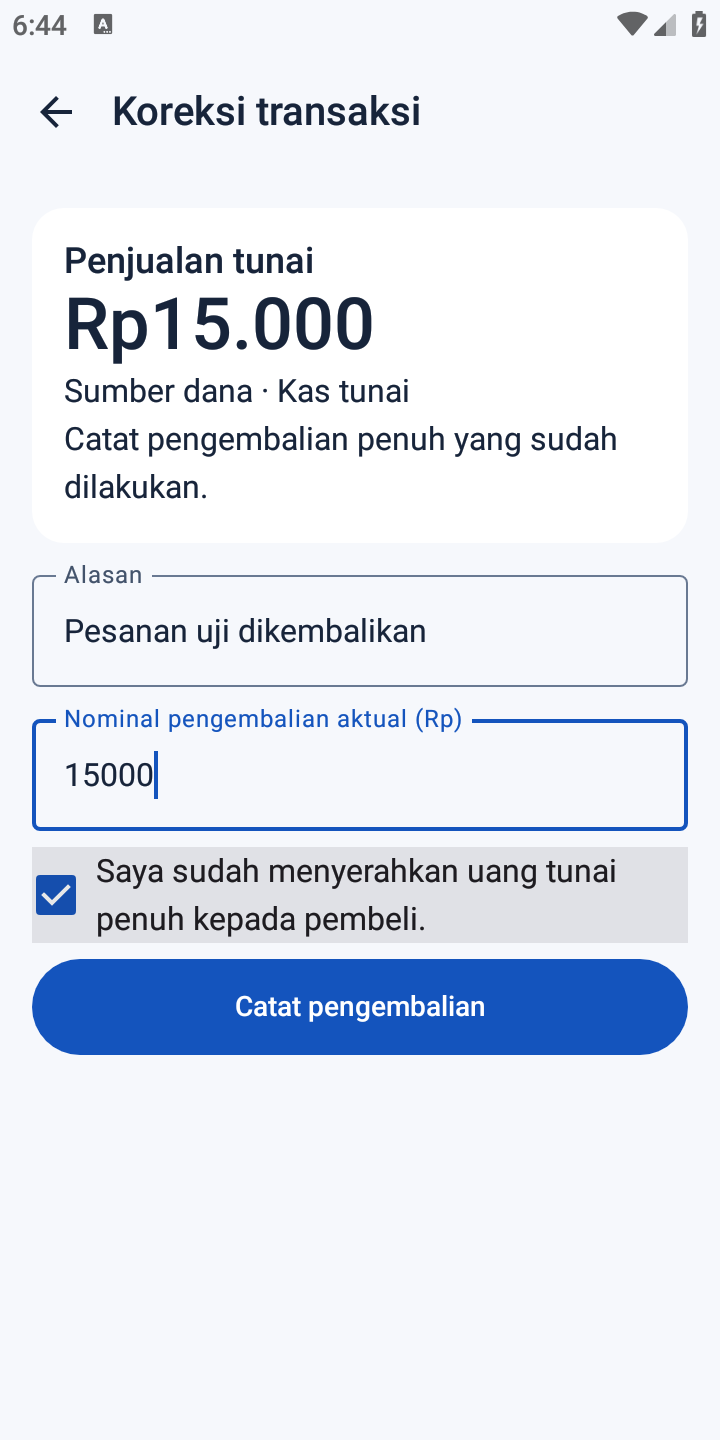 6:44
A
Koreksi transaksi
Penjualan tunai
Rp15.000
Sumber dana · Kas tunai
Catat pengembalian penuh yang sudah
dilakukan.
Alasan
Pesanan uji dikembalikan
Nominal pengembalian aktual (Rp)
15000
Saya sudah menyerahkan uang tunai
penuh kepada pembeli.
Catat pengembalian